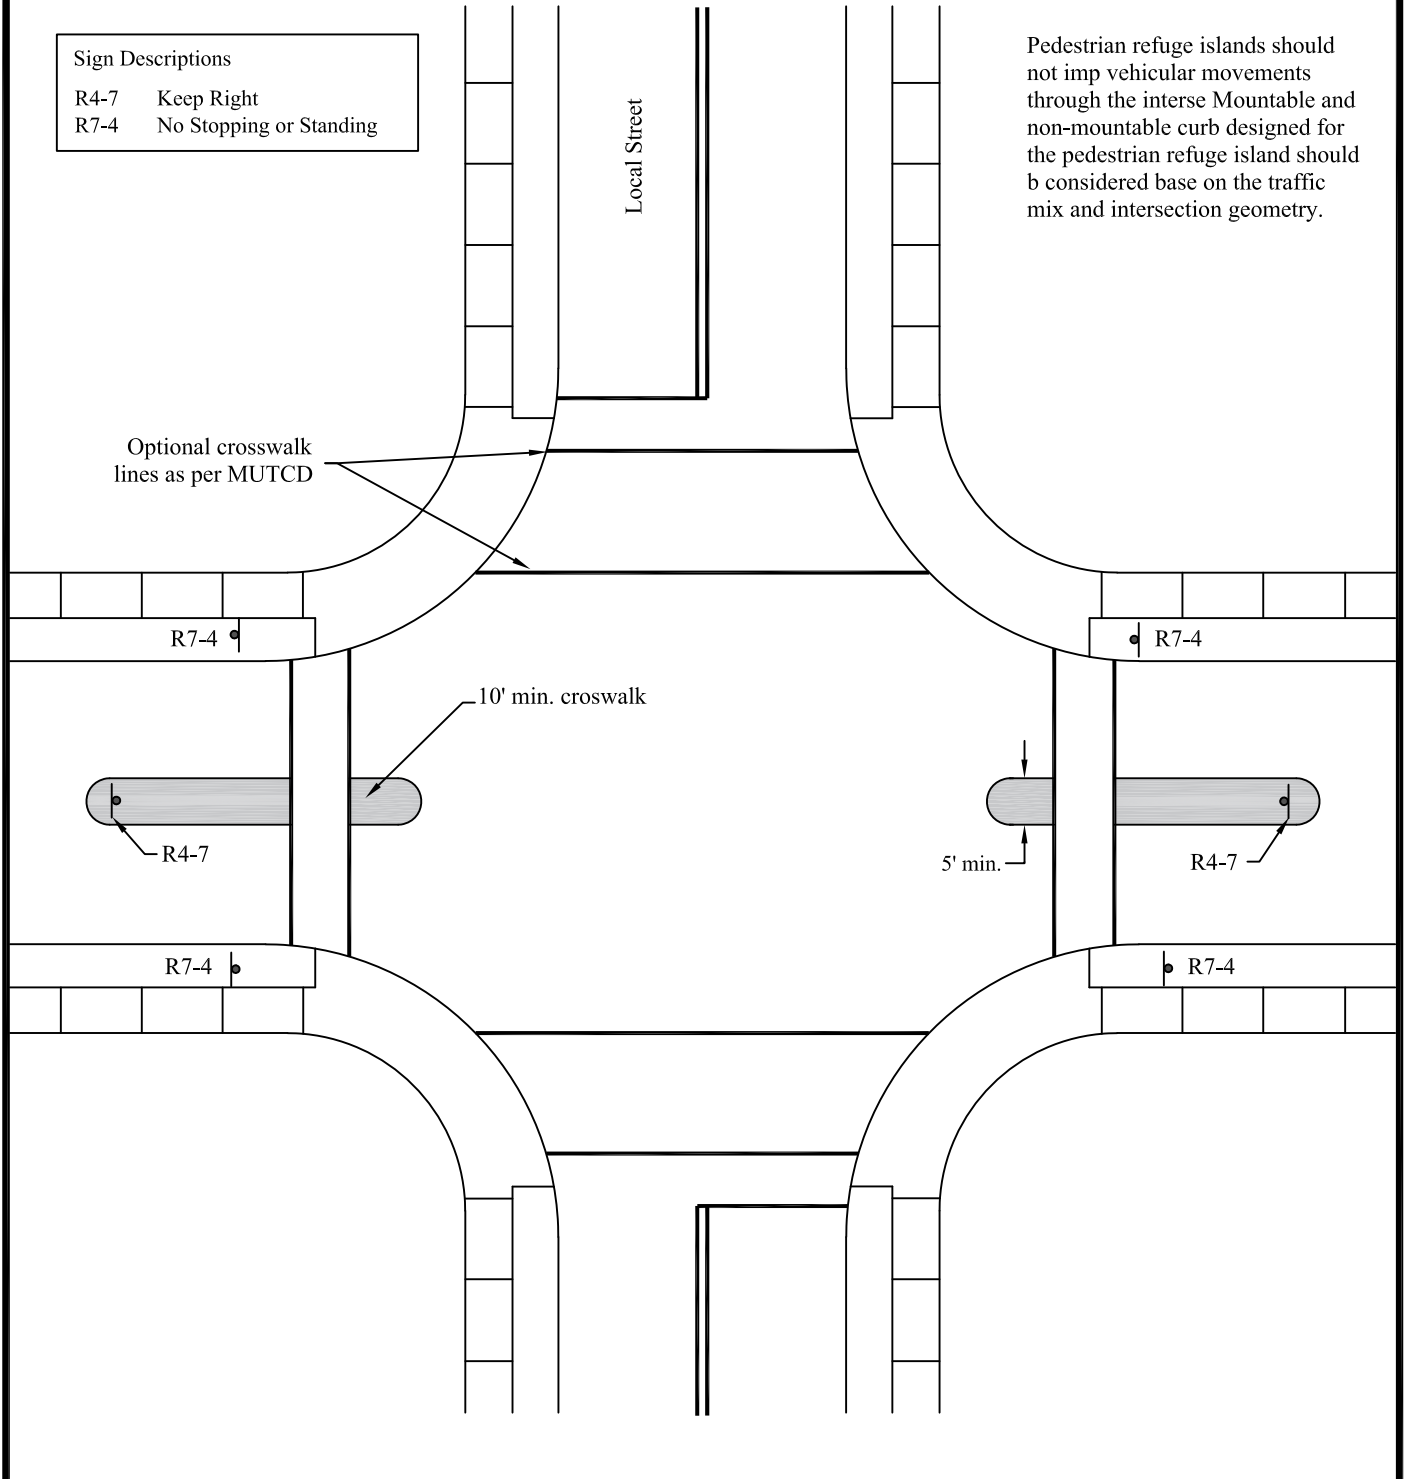 Sign Descriptions
R4-7 Keep Right
R7-4 No Stopping or Standing
Pedestrian refuge islands should
not imp vehicular movements
through the interse Mountable and
non-mountable curb designed for
the pedestrian refuge island should
b considered base on the traffic
mix and intersection geometry.
Local Street
Optional crosswalk
lines as per MUTCD
R7-4
R7-4
10' min. croswalk
R4-7
5' min.
R4-7
R7-4
R7-4